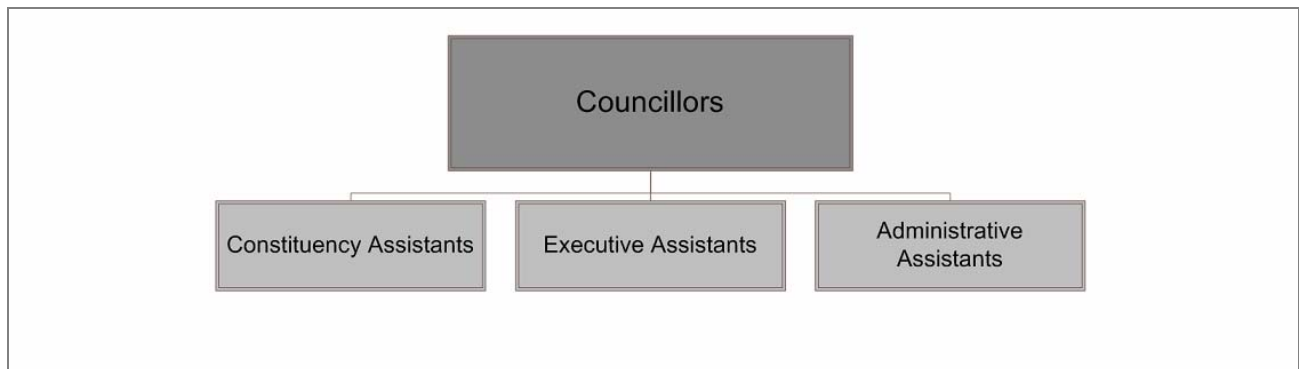 Councillors
Constituency Assistants
Executive Assistants
Administrative
Assistants